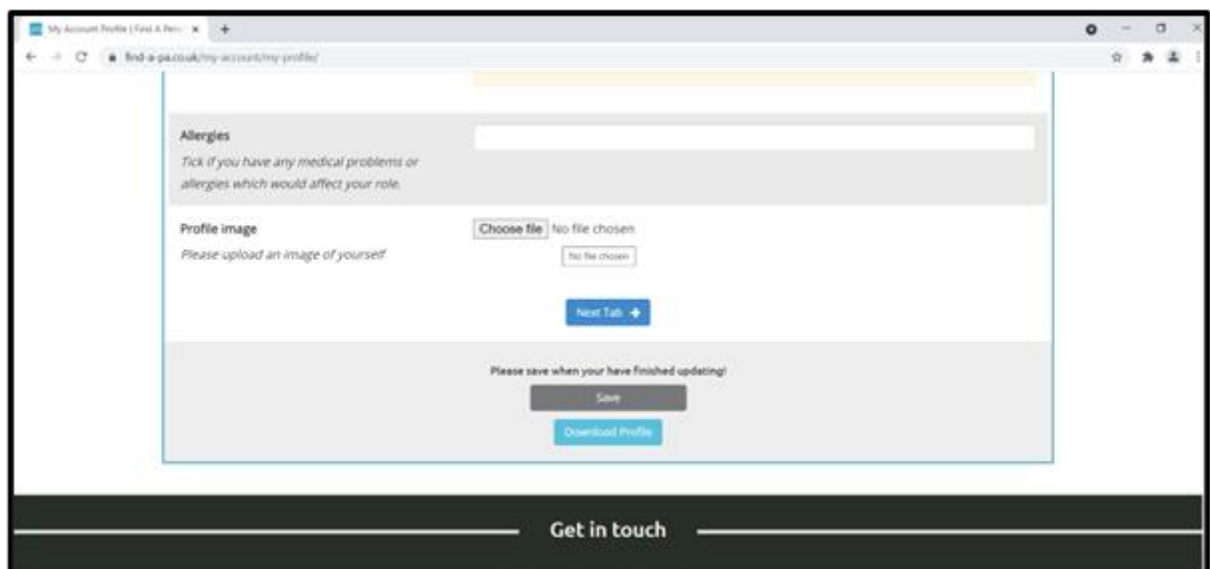 My Account Profile | Find A Pers
find-a-pa.co.uk/my-account/my-profile/
Allergies
Tick if you have any medical problems or
allergies which would affect your role.
Profile image
Choose file No file chosen
Please upload an image of yourself
No file chosen
Next Tab
Please save when your have finished updating!
Save
Download Profile
Get in touch